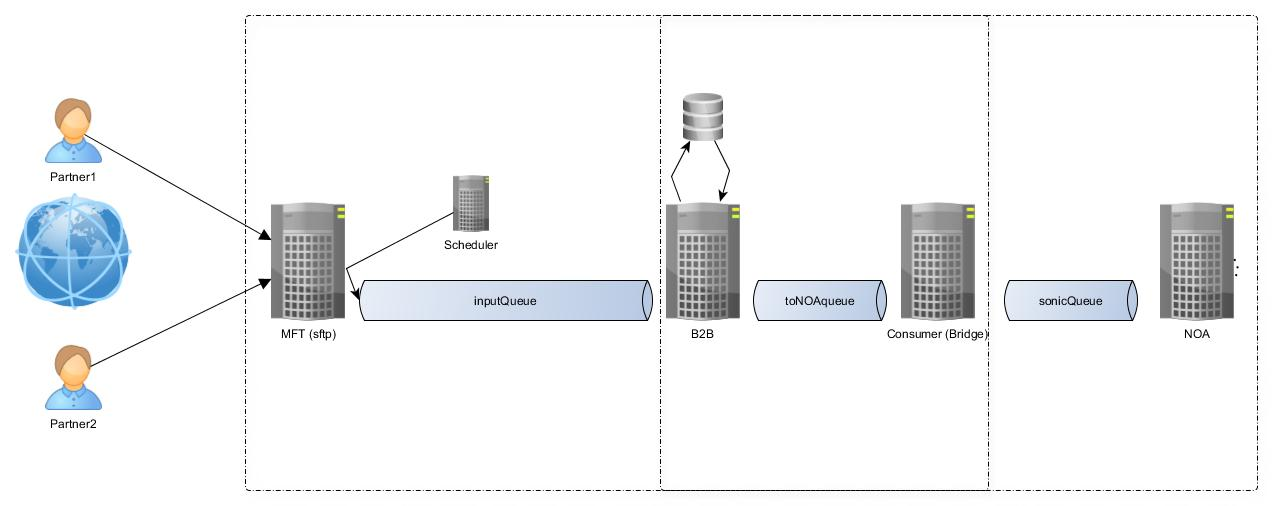 Partner1
Scheduler
inputQueue
toNOAqueue
sonicQueue
MFT (sftp)
B2B
Consumer (Bridge)
NOA
Partner2